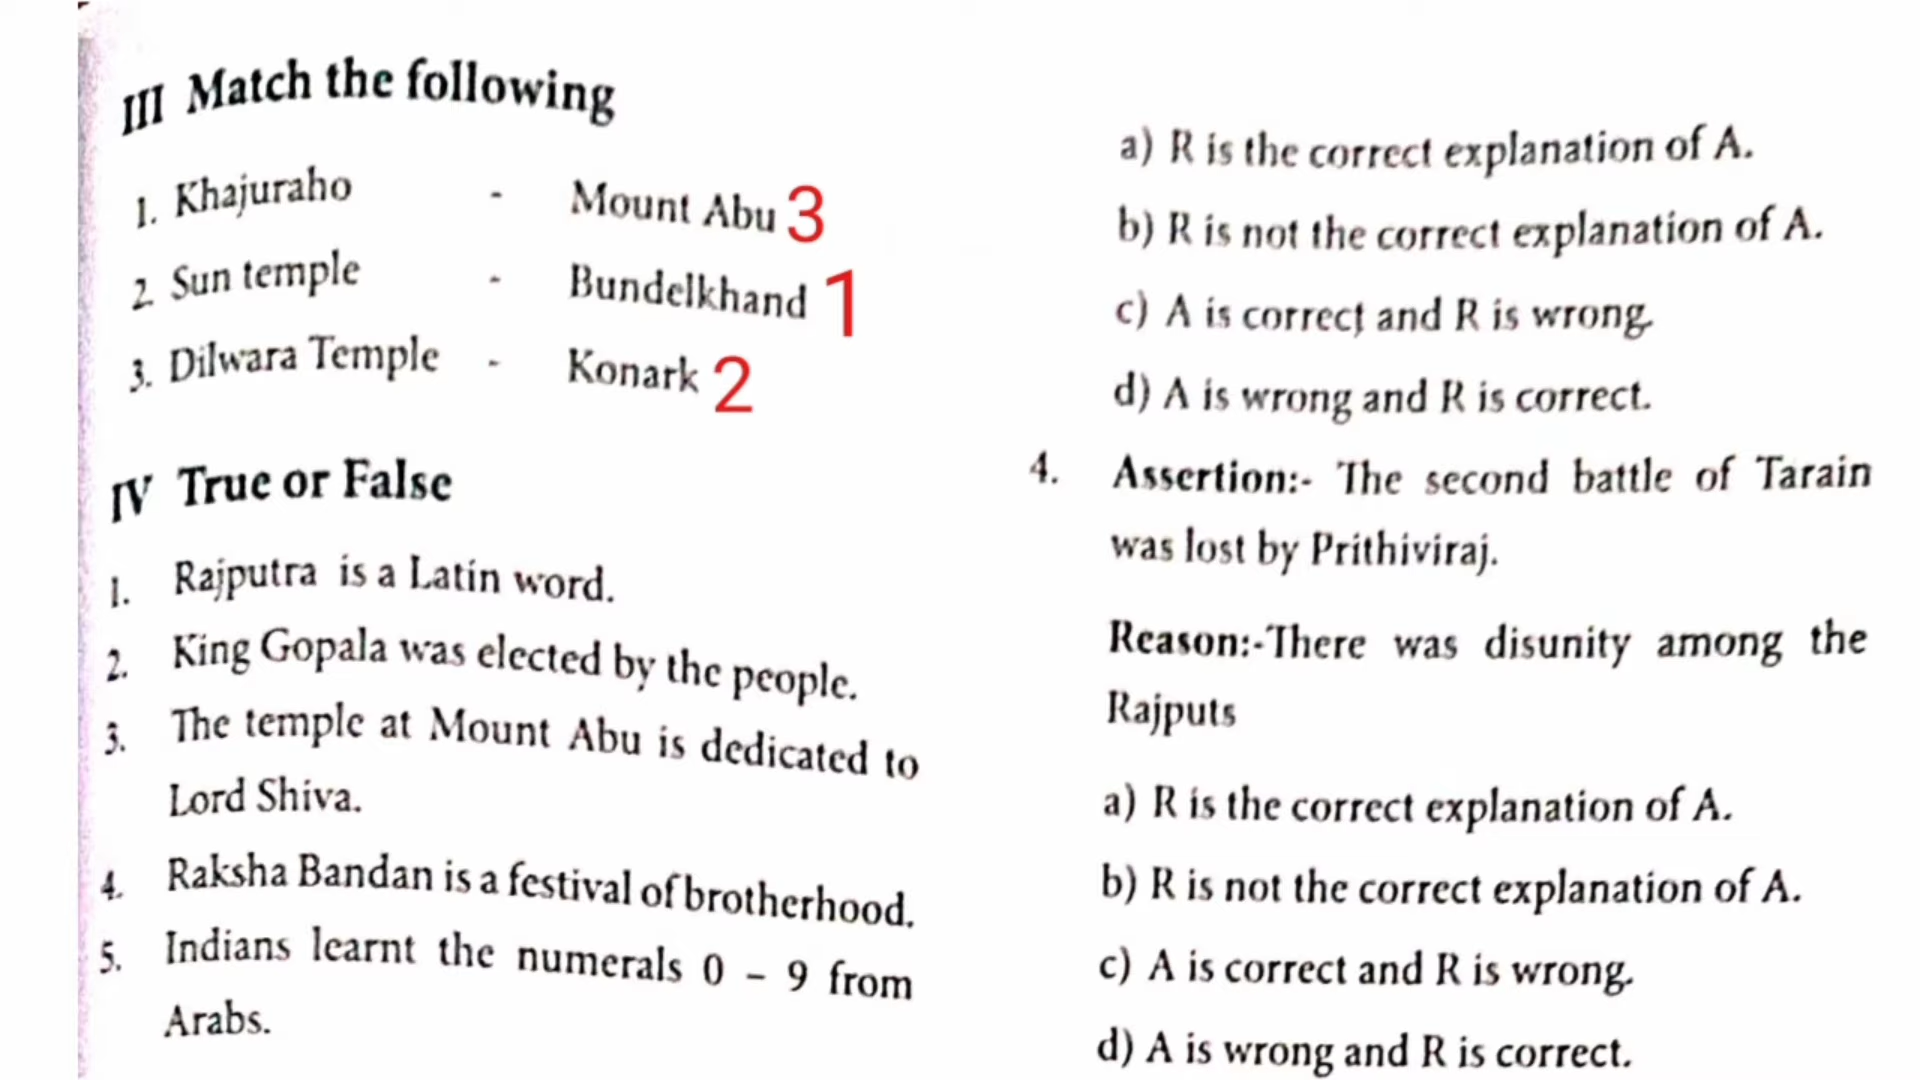 III Match the following
1. Khajuraho - Mount Abu 3
2. Sun temple - Bundelkhand 1
3. Dilwara Temple - Konark 2
IV True or False
1. Rajputra is a Latin word.
2. King Gopala was elected by the people.
3. The temple at Mount Abu is dedicated to
Lord Shiva.
4. Raksha Bandan is a festival of brotherhood.
5. Indians learnt the numerals 0 – 9 from
Arabs.
a) R is the correct explanation of A.
b) R is not the correct explanation of A.
c) A is correct and R is wrong.
d) A is wrong and R is correct.
4. Assertion:- The second battle of Tarain
was lost by Prithiviraj.
Reason:-There was disunity among the
Rajputs
a) R is the correct explanation of A.
b) R is not the correct explanation of A.
c) A is correct and R is wrong.
d) A is wrong and R is correct.